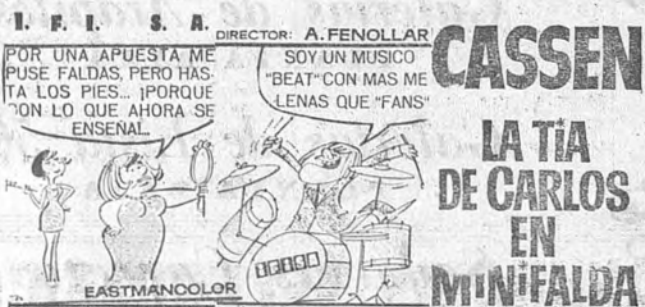 I. F. I. S. A.
DIRECTOR: A. FENOLLAR
POR UNA APUESTA ME
PUSE FALDAS, PERO HAS-
TA LOS PIES... ¡PORQUE
CON LO QUE AHORA SE
ENSEÑA!...
SOY UN MUSICO
"BEAT" CON MAS ME
LENAS QUE "FANS"
IFISA
EASTMANCOLOR
CASSEN
LA TIA
DE CARLOS
EN
MINIFALDA